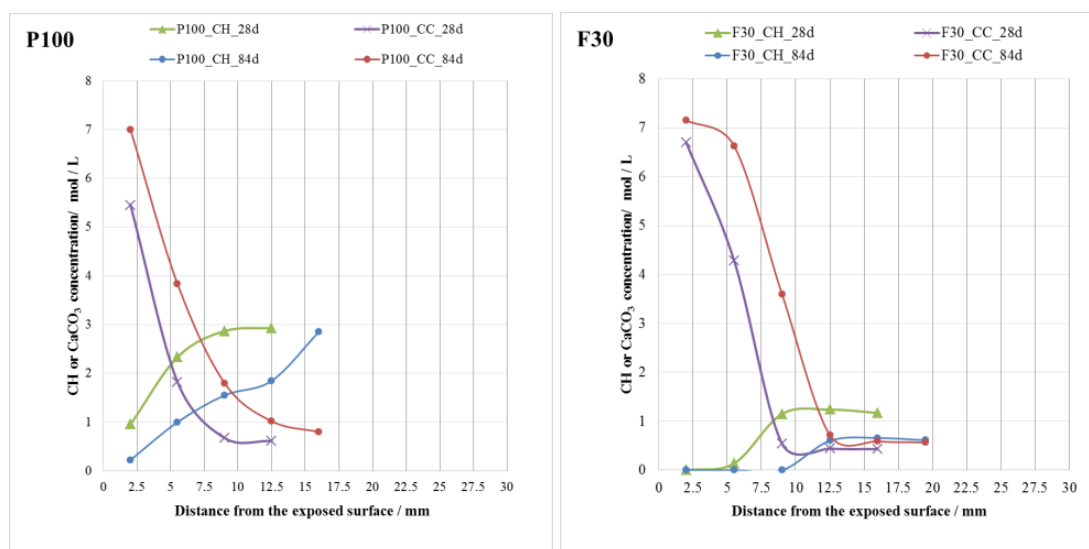 P100
P100_CH_28d P100_CC_28d
P100_CH_84d P100_CC_84d
CH or CaCO₃ concentration/ mol / L
8
7
6
5
4
3
2
1
0
0 2.5 5 7.5 10 12.5 15 17.5 20 22.5 25 27.5 30
Distance from the exposed surface / mm
F30
F30_CH_28d F30_CC_28d
F30_CH_84d F30_CC_84d
CH or CaCO₃ concentration/ mol / L
8
7
6
5
4
3
2
1
0
0 2.5 5 7.5 10 12.5 15 17.5 20 22.5 25 27.5 30
Distance from the exposed surface / mm